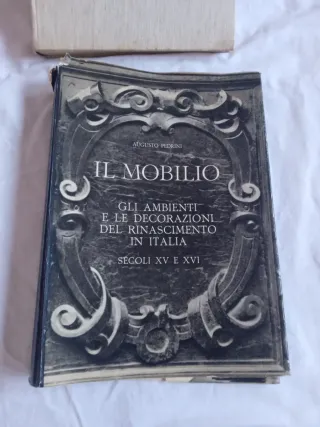 AUGUSTO PEDRINI
IL MOBILIO
GLI AMBIENTI
E LE DECORAZIONI
DEL RINASCIMENTO
IN ITALIA
SECOLI XV E XVI